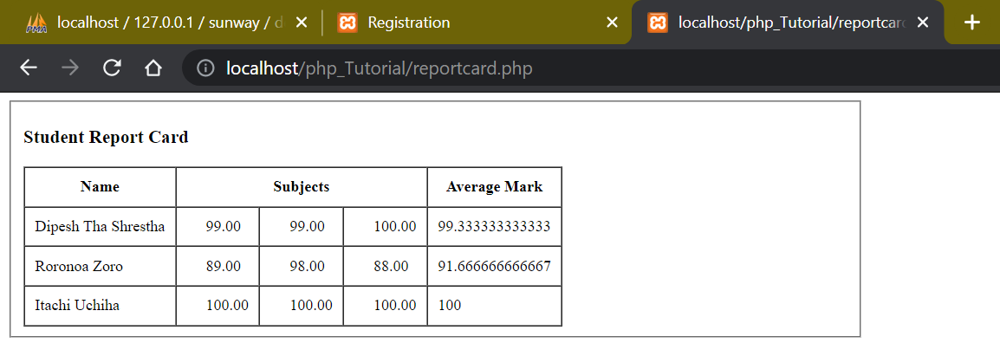 PMA localhost / 127.0.0.1 / sunway / d Registration localhost/php_Tutorial/reportcar
localhost/php_Tutorial/reportcard.php
Student Report Card
Name Subjects Average Mark
Dipesh Tha Shrestha 99.00 99.00 100.00 99.333333333333
Roronoa Zoro 89.00 98.00 88.00 91.666666666667
Itachi Uchiha 100.00 100.00 100.00 100